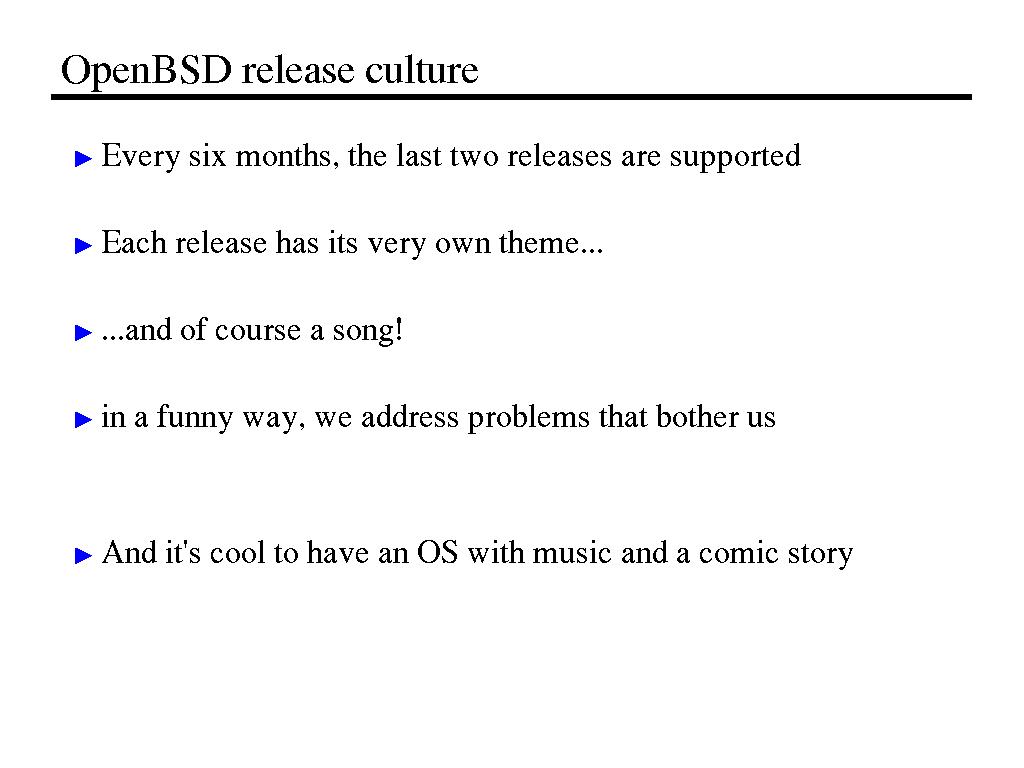 OpenBSD release culture
Every six months, the last two releases are supported
Each release has its very own theme...
...and of course a song!
in a funny way, we address problems that bother us
And it's cool to have an OS with music and a comic story